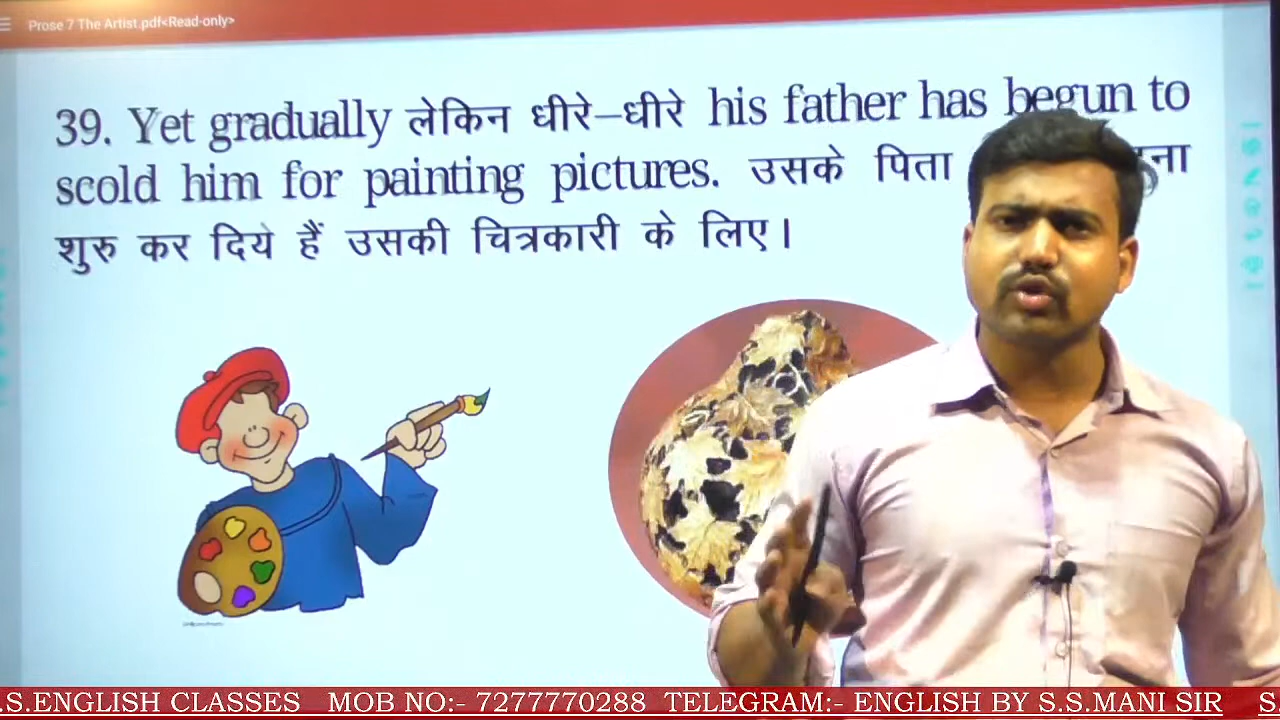 Prose 7 The Artist.pdf<Read-only>
39. Yet gradually लेकिन धीरे–धीरे his father has begun to
scold him for painting pictures. उसके पिता
शुरु कर दिये हैं उसकी चित्रकारी के लिए।
.S.ENGLISH CLASSES MOB NO:- 7277770288 TELEGRAM:- ENGLISH BY S.S.MANI SIR S.